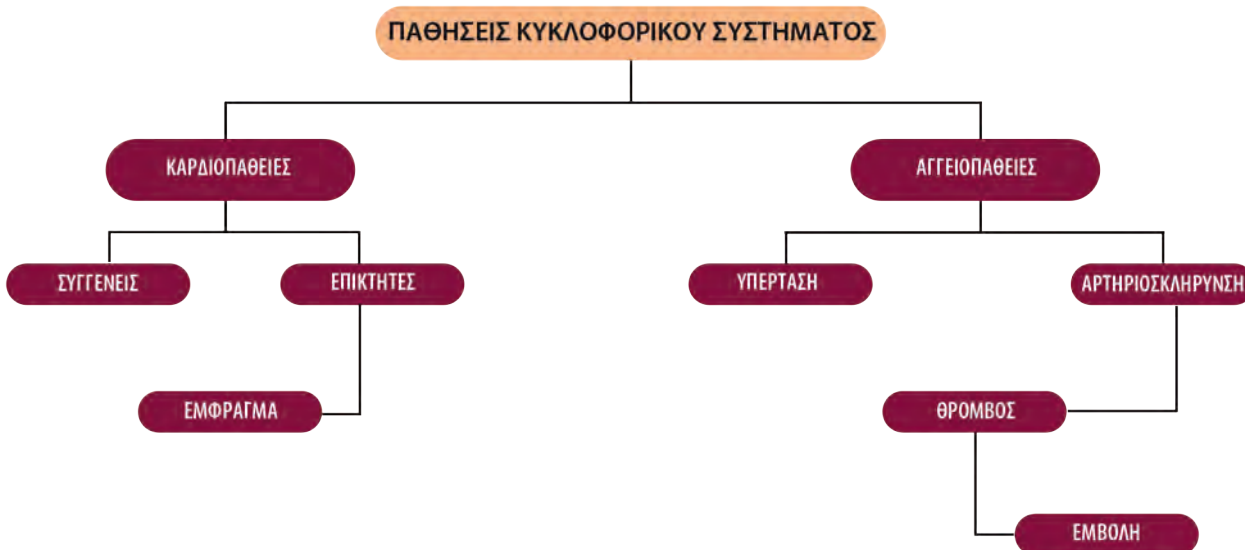 ΠΑΘΗΣΕΙΣ ΚΥΚΛΟΦΟΡΙΚΟΥ ΣΥΣΤΗΜΑΤΟΣ
ΚΑΡΔΙΟΠΑΘΕΙΕΣ
ΑΓΓΕΙΟΠΑΘΕΙΕΣ
ΣΥΓΓΕΝΕΙΣ
ΕΠΙΚΤΗΤΕΣ
ΥΠΕΡΤΑΣΗ
ΑΡΤΗΡΙΟΣΚΛΗΡΥΝΣΗ
ΕΜΦΡΑΓΜΑ
ΘΡΟΜΒΟΣ
ΕΜΒΟΛΗ